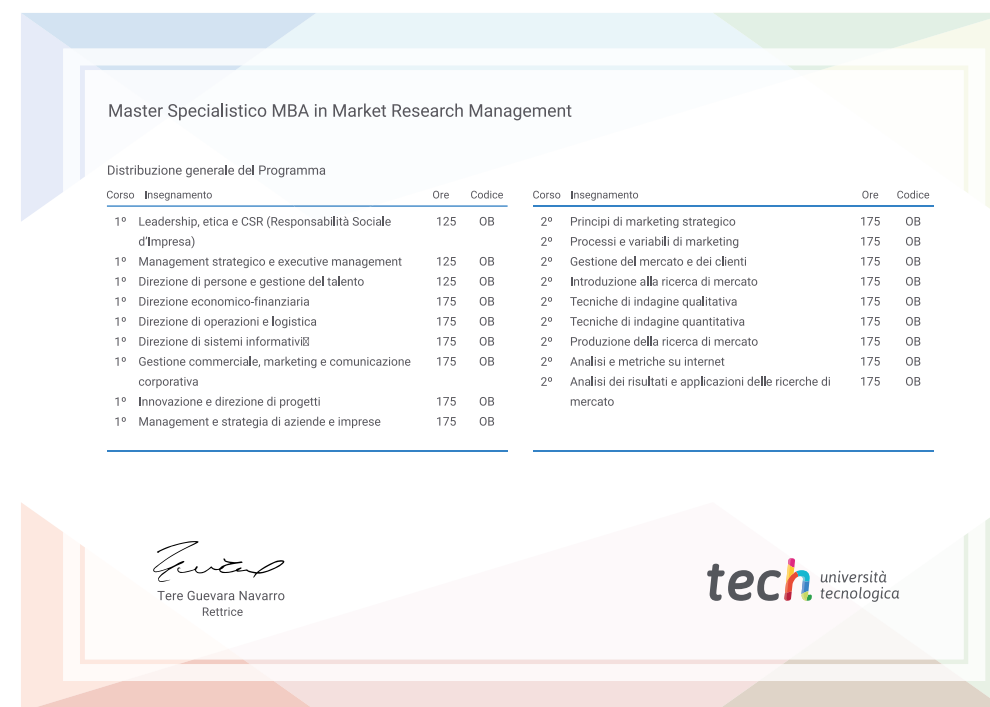 Master Specialistico MBA in Market Research Management
Distribuzione generale del Programma
Corso Insegnamento Ore Codice
1º Leadership, etica e CSR (Responsabilità Sociale 125 OB
d'Impresa)
1º Management strategico e executive management 125 OB
1º Direzione di persone e gestione del talento 125 OB
1º Direzione economico-finanziaria 175 OB
1º Direzione di operazioni e logistica 175 OB
1º Direzione di sistemi informativi 175 OB
1º Gestione commerciale, marketing e comunicazione 175 OB
corporativa
1º Innovazione e direzione di progetti 175 OB
1º Management e strategia di aziende e imprese 175 OB
Corso Insegnamento Ore Codice
2º Principi di marketing strategico 175 OB
2º Processi e variabili di marketing 175 OB
2º Gestione del mercato e dei clienti 175 OB
2º Introduzione alla ricerca di mercato 175 OB
2º Tecniche di indagine qualitativa 175 OB
2º Tecniche di indagine quantitativa 175 OB
2º Produzione della ricerca di mercato 175 OB
2º Analisi e metriche su internet 175 OB
2º Analisi dei risultati e applicazioni delle ricerche di 175 OB
mercato
Tere Guevara Navarro
Rettrice
tech università
tecnologica